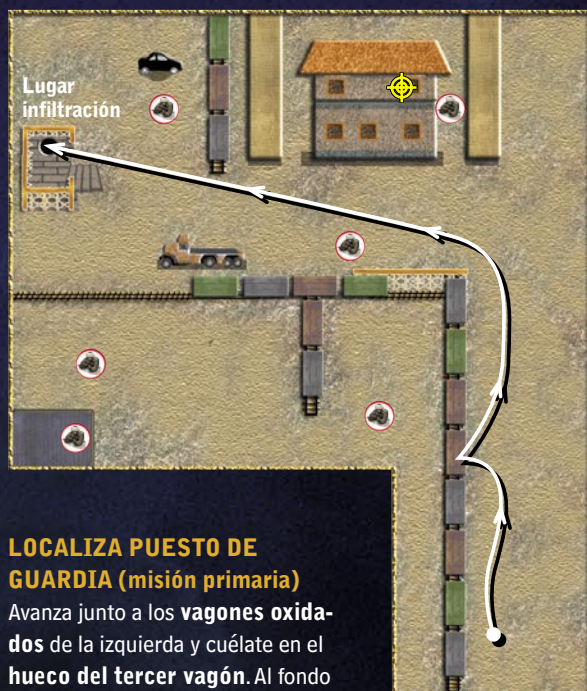 Lugar
infiltración
LOCALIZA PUESTO DE
GUARDIA (misión primaria)
Avanza junto a los vagones oxida-
dos de la izquierda y cuélate en el
hueco del tercer vagón. Al fondo